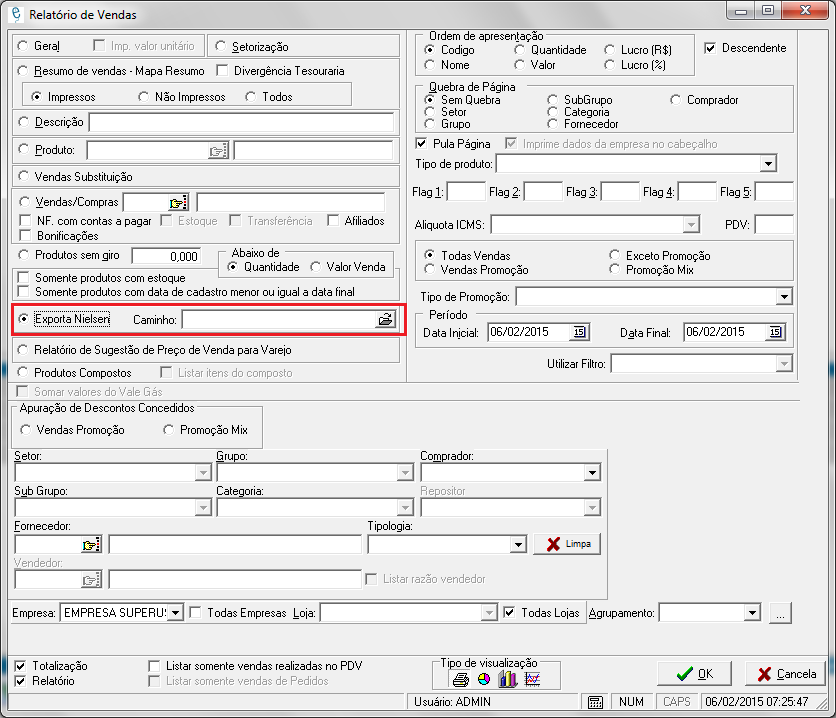 Relatório de Vendas
Geral Imp. valor unitário Setorização
Resumo de vendas - Mapa Resumo Divergência Tesouraria
Impressos Não Impressos Todos
Descrição
Produto:
Vendas Substituição
Vendas/Compras
NF. com contas a pagar Estoque Transferência Afiliados
Bonificações
Produtos sem giro 0,000 Abaixo de
Quantidade Valor Venda
Somente produtos com estoque
Somente produtos com data de cadastro menor ou igual a data final
Exporta Nielsen Caminho:
Relatório de Sugestão de Preço de Venda para Varejo
Produtos Compostos Listar itens do composto
Somar valores do Vale Gás
Ordem de apresentação
Codigo Quantidade Lucro (R$) Descendente
Nome Valor Lucro (%)
Quebra de Página
Sem Quebra SubGrupo Comprador
Setor Categoria
Grupo Fornecedor
Pula Página Imprime dados da empresa no cabeçalho
Tipo de produto:
Flag 1: Flag 2: Flag 3: Flag 4: Flag 5:
Aliquota ICMS: PDV:
Todas Vendas Exceto Promoção
Vendas Promoção Promoção Mix
Tipo de Promoção:
Período
Data Inicial: 06/02/2015 15 Data Final: 06/02/2015 15
Utilizar Filtro:
Apuração de Descontos Concedidos
Vendas Promoção Promoção Mix
Setor: Grupo: Comprador:
Sub Grupo: Categoria: Repositor
Fornecedor: Tipologia:
Limpa
Vendedor:
Listar razão vendedor
Empresa: EMPRESA SUPERUS Todas Empresas Loja: Todas Lojas Agrupamento: ...
Totalização Listar somente vendas realizadas no PDV
Relatório Listar somente vendas de Pedidos
Tipo de visualização
OK Cancela
Usuário: ADMIN NUM CAPS 06/02/2015 07:25:47